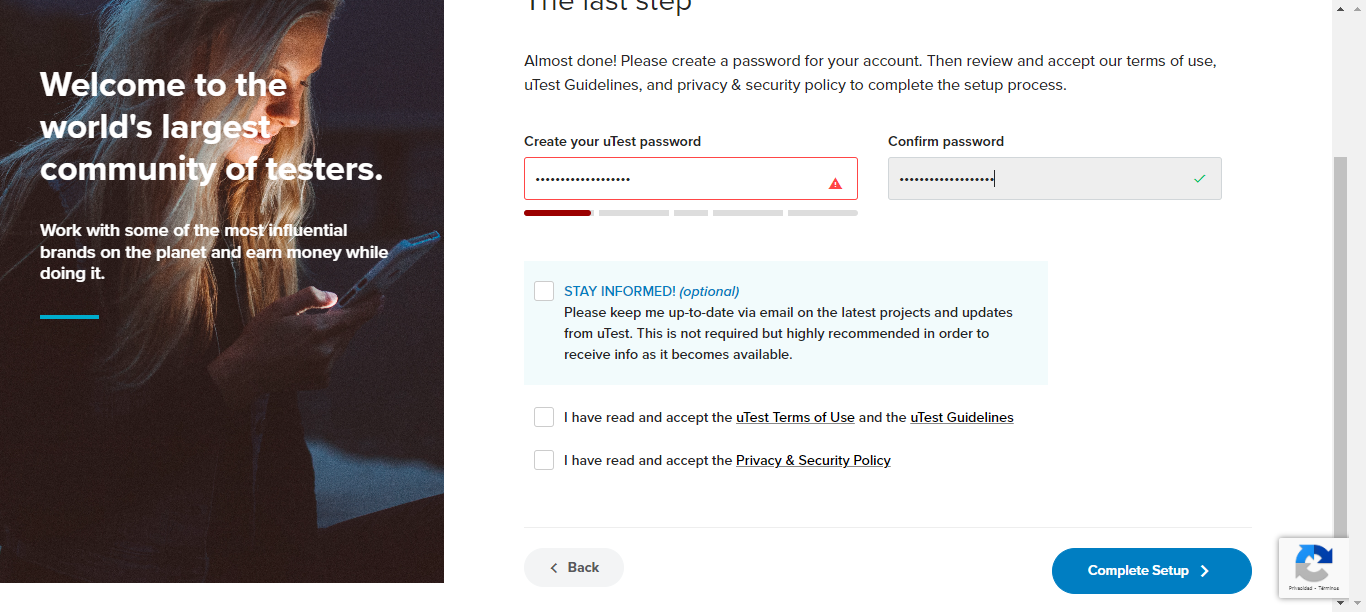 The last step
Welcome to the
world's largest
community of testers.
Work with some of the most influential
brands on the planet and earn money while
doing it.
Almost done! Please create a password for your account. Then review and accept our terms of use,
uTest Guidelines, and privacy & security policy to complete the setup process.
Create your uTest password
Confirm password
•••••••••••••••••••
•••••••••••••••••••
STAY INFORMED! (optional)
Please keep me up-to-date via email on the latest projects and updates
from uTest. This is not required but highly recommended in order to
receive info as it becomes available.
I have read and accept the uTest Terms of Use and the uTest Guidelines
I have read and accept the Privacy & Security Policy
Back
Complete Setup
Privacidad - Términos